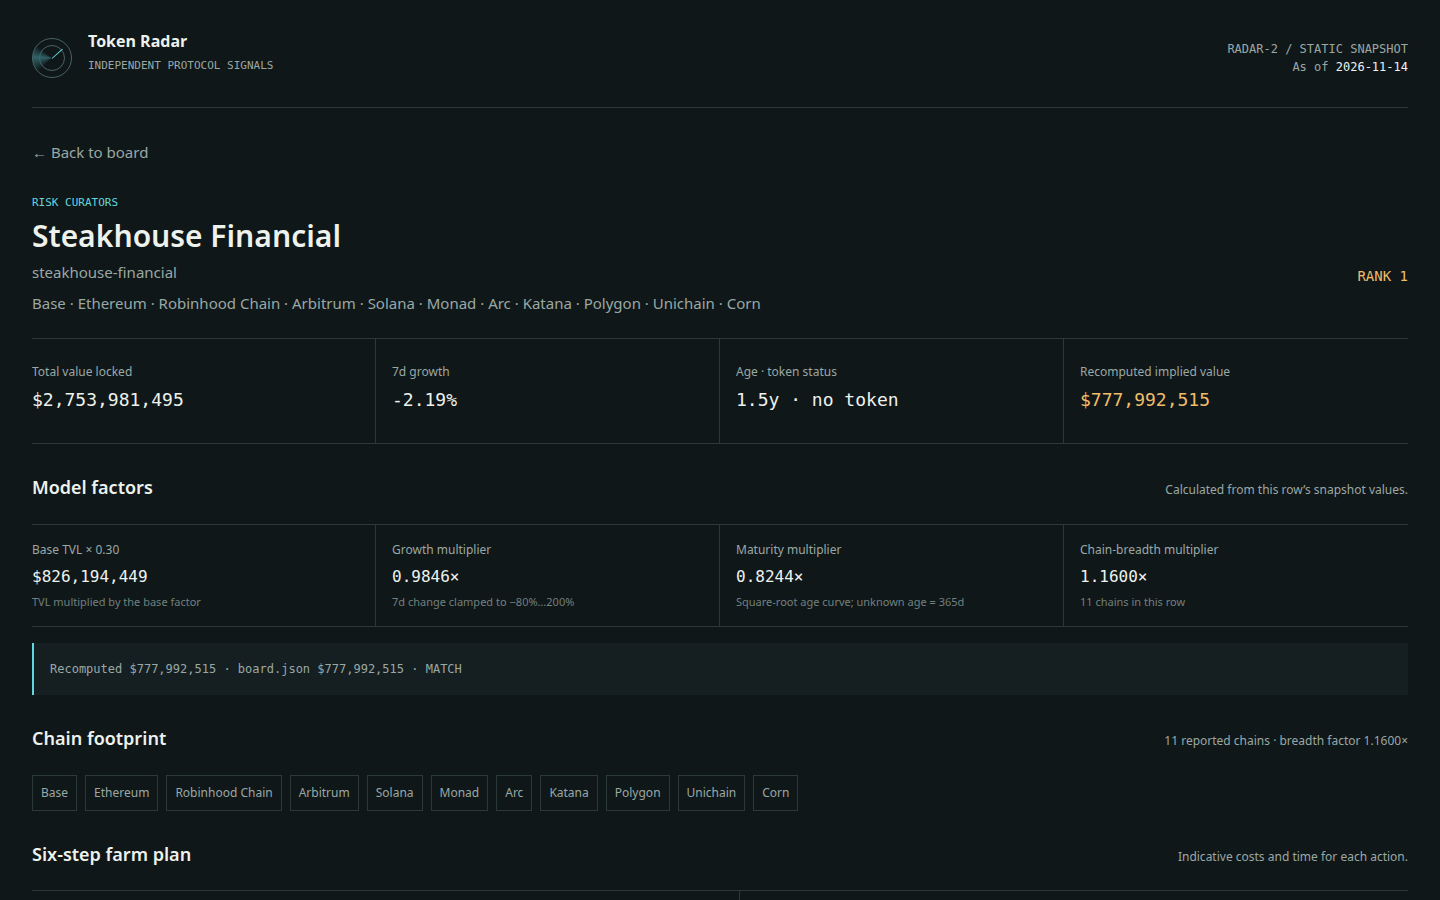 Token Radar
INDEPENDENT PROTOCOL SIGNALS
RADAR-2 / STATIC SNAPSHOT
As of 2026-11-14
← Back to board
RISK CURATORS
Steakhouse Financial
steakhouse-financial
RANK 1
Base · Ethereum · Robinhood Chain · Arbitrum · Solana · Monad · Arc · Katana · Polygon · Unichain · Corn
Total value locked
$2,753,981,495
7d growth
-2.19%
Age · token status
1.5y · no token
Recomputed implied value
$777,992,515
Model factors
Calculated from this row’s snapshot values.
Base TVL × 0.30
$826,194,449
TVL multiplied by the base factor
Growth multiplier
0.9846×
7d change clamped to −80%…200%
Maturity multiplier
0.8244×
Square-root age curve; unknown age = 365d
Chain-breadth multiplier
1.1600×
11 chains in this row
Recomputed $777,992,515 · board.json $777,992,515 · MATCH
Chain footprint
11 reported chains · breadth factor 1.1600×
Base
Ethereum
Robinhood Chain
Arbitrum
Solana
Monad
Arc
Katana
Polygon
Unichain
Corn
Six-step farm plan
Indicative costs and time for each action.